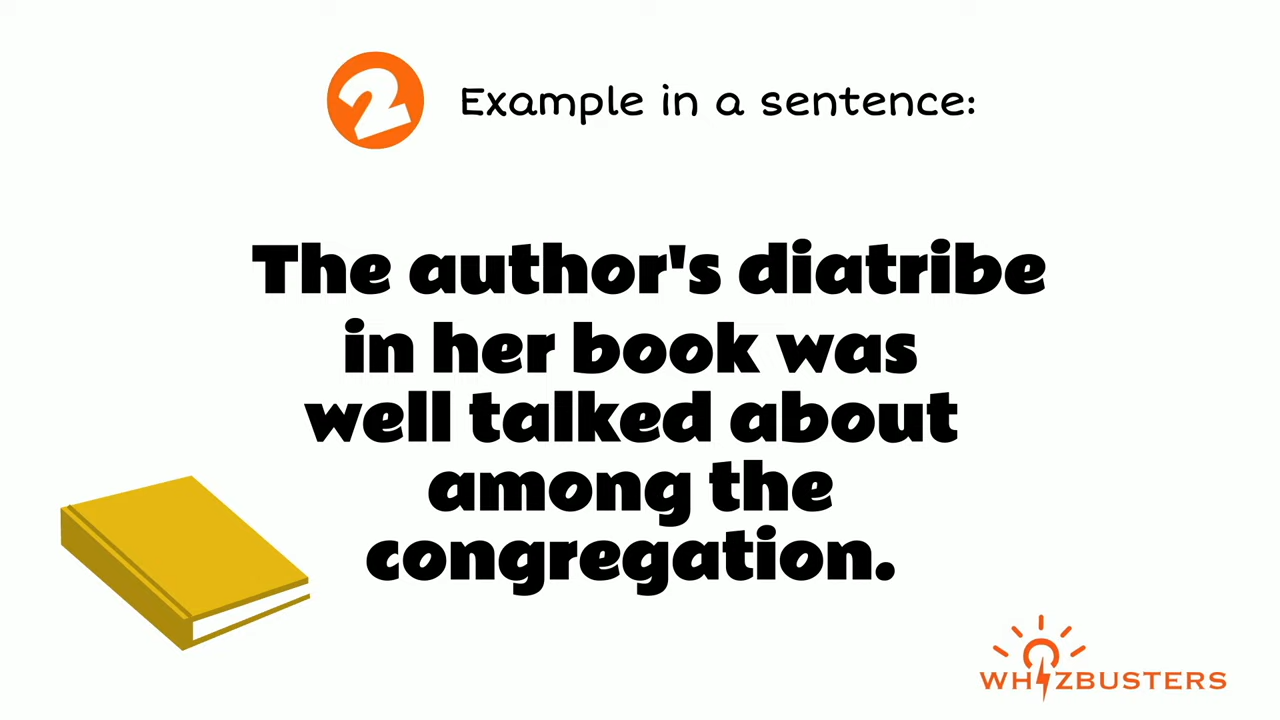 2 Example in a sentence:
The author's diatribe
in her book was
well talked about
among the
congregation.
WHIZBUSTERS